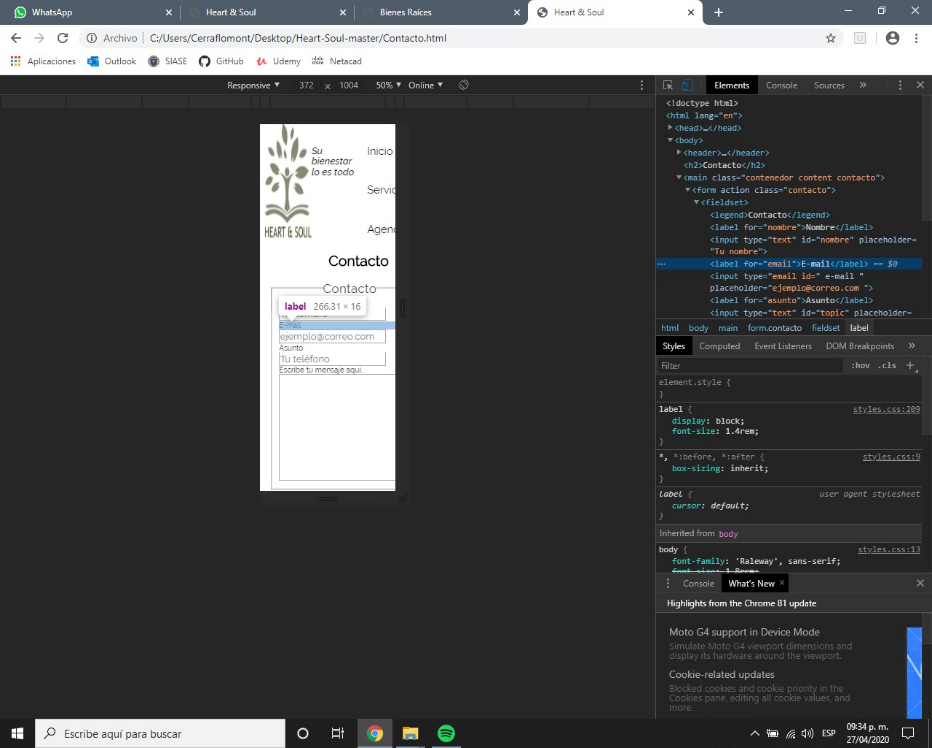 WhatsApp
Heart & Soul
Bienes Raíces
Heart & Soul
Archivo | C:/Users/Cerraflomont/Desktop/Heart-Soul-master/Contacto.html
Aplicaciones Outlook SIASE GitHub Udemy Netacad
Responsive ▼ 372 x 1004 50% ▼ Online ▼
Elements Console Sources »
<!doctype html>
<html lang="en">
<head>…</head>
<body>
<header>…</header>
<h2>Contacto</h2>
<main class="contenedor content contacto">
<form action class="contacto">
<fieldset>
<legend>Contacto</legend>
<label for="nombre">Nombre</label>
<input type="text" id="nombre" placeholder=
"Tu nombre">
… <label for="email">E-mail</label> == $0
<input type="email id=" e-mail "
placeholder="ejemplo@correo.com ">
<label for="asunto">Asunto</label>
<input type="text" id="topic" placeholder=
html body main form.contacto fieldset label
Styles Computed Event Listeners DOM Breakpoints »
Filter :hov .cls +
element.style {
}
label { styles.css:209
display: block;
font-size: 1.4rem;
}
*, *:before, *:after { styles.css:9
box-sizing: inherit;
}
label { user agent stylesheet
cursor: default;
}
Inherited from body
body { styles.css:13
font-family: 'Raleway', sans-serif;
font-size: 1.8rem;
Console What's New ×
Highlights from the Chrome 81 update
Moto G4 support in Device Mode
Simulate Moto G4 viewport dimensions and
display its hardware around the viewport.
Cookie-related updates
Blocked cookies and cookie priority in the
Cookies pane, editing all cookie values, and
more.
Su
bienestar
lo es todo
HEART & SOUL
Inicio
Servic
Agend
Contacto
Contacto
label 266.31 × 16
E-mail
ejemplo@correo.com
Asunto
Tu teléfono
Escribe tu mensaje aquí..
Escribe aquí para buscar
ESP
09:34 p. m.
27/04/2020